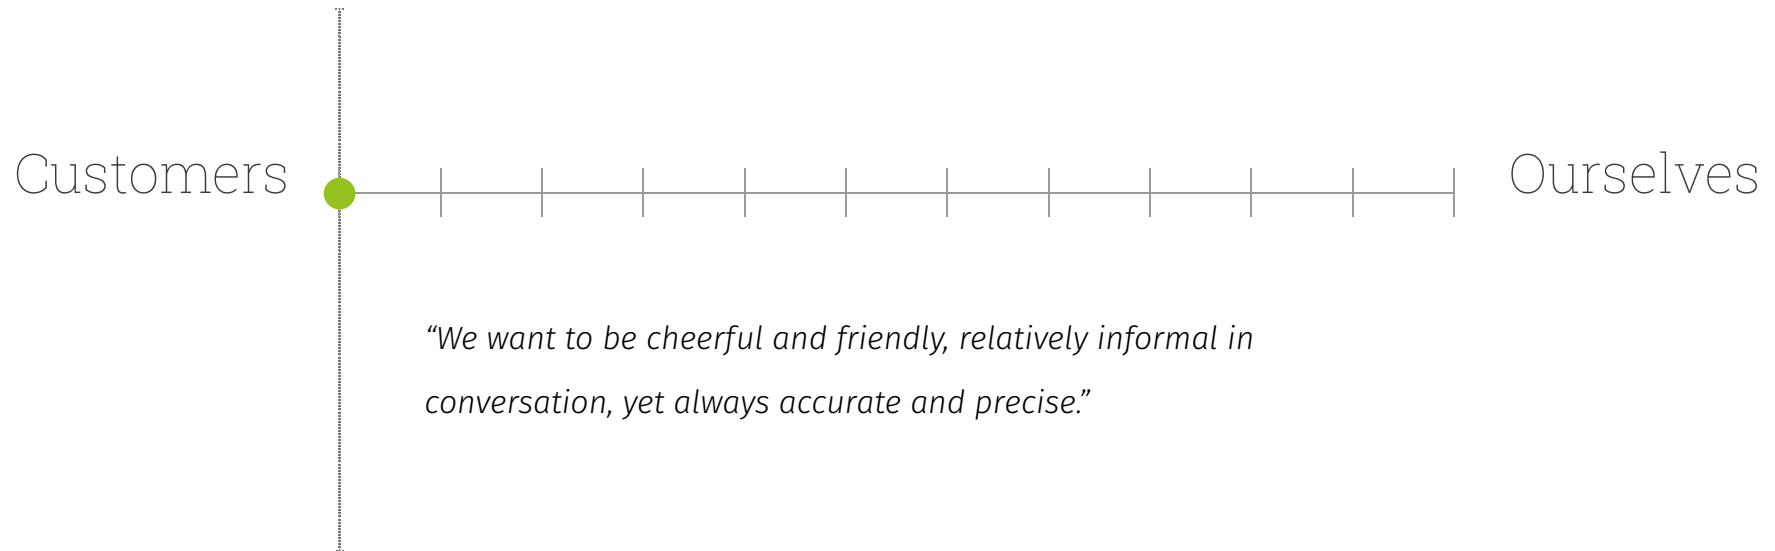 Customers
Ourselves
“We want to be cheerful and friendly, relatively informal in
conversation, yet always accurate and precise.”